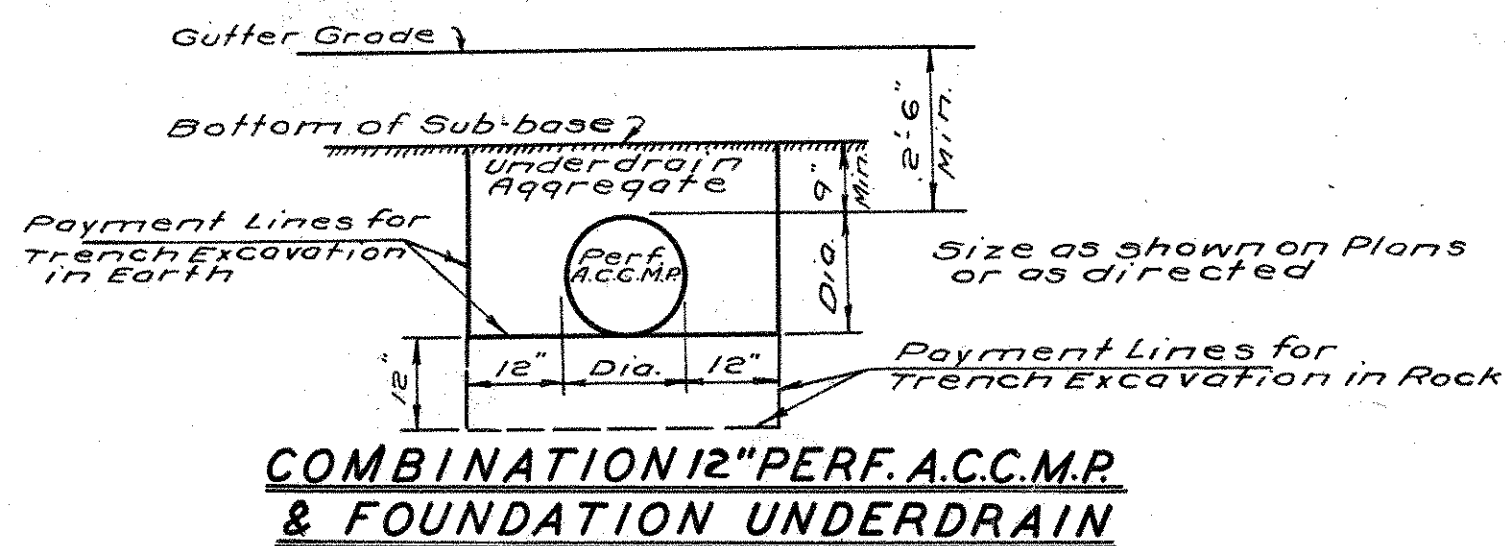 Gutter Grade
2'-6"
Min.
Bottom of Sub-base
Underdrain
Aggregate
9"
Min.
Payment Lines for
Trench Excavation
in Earth
Perf.
A.C.C.M.P.
Dia.
Size as shown on Plans
or as directed
12"
12"
Dia.
12"
Payment Lines for
Trench Excavation in Rock
COMBINATION 12" PERF. A.C.C.M.P.
& FOUNDATION UNDERDRAIN